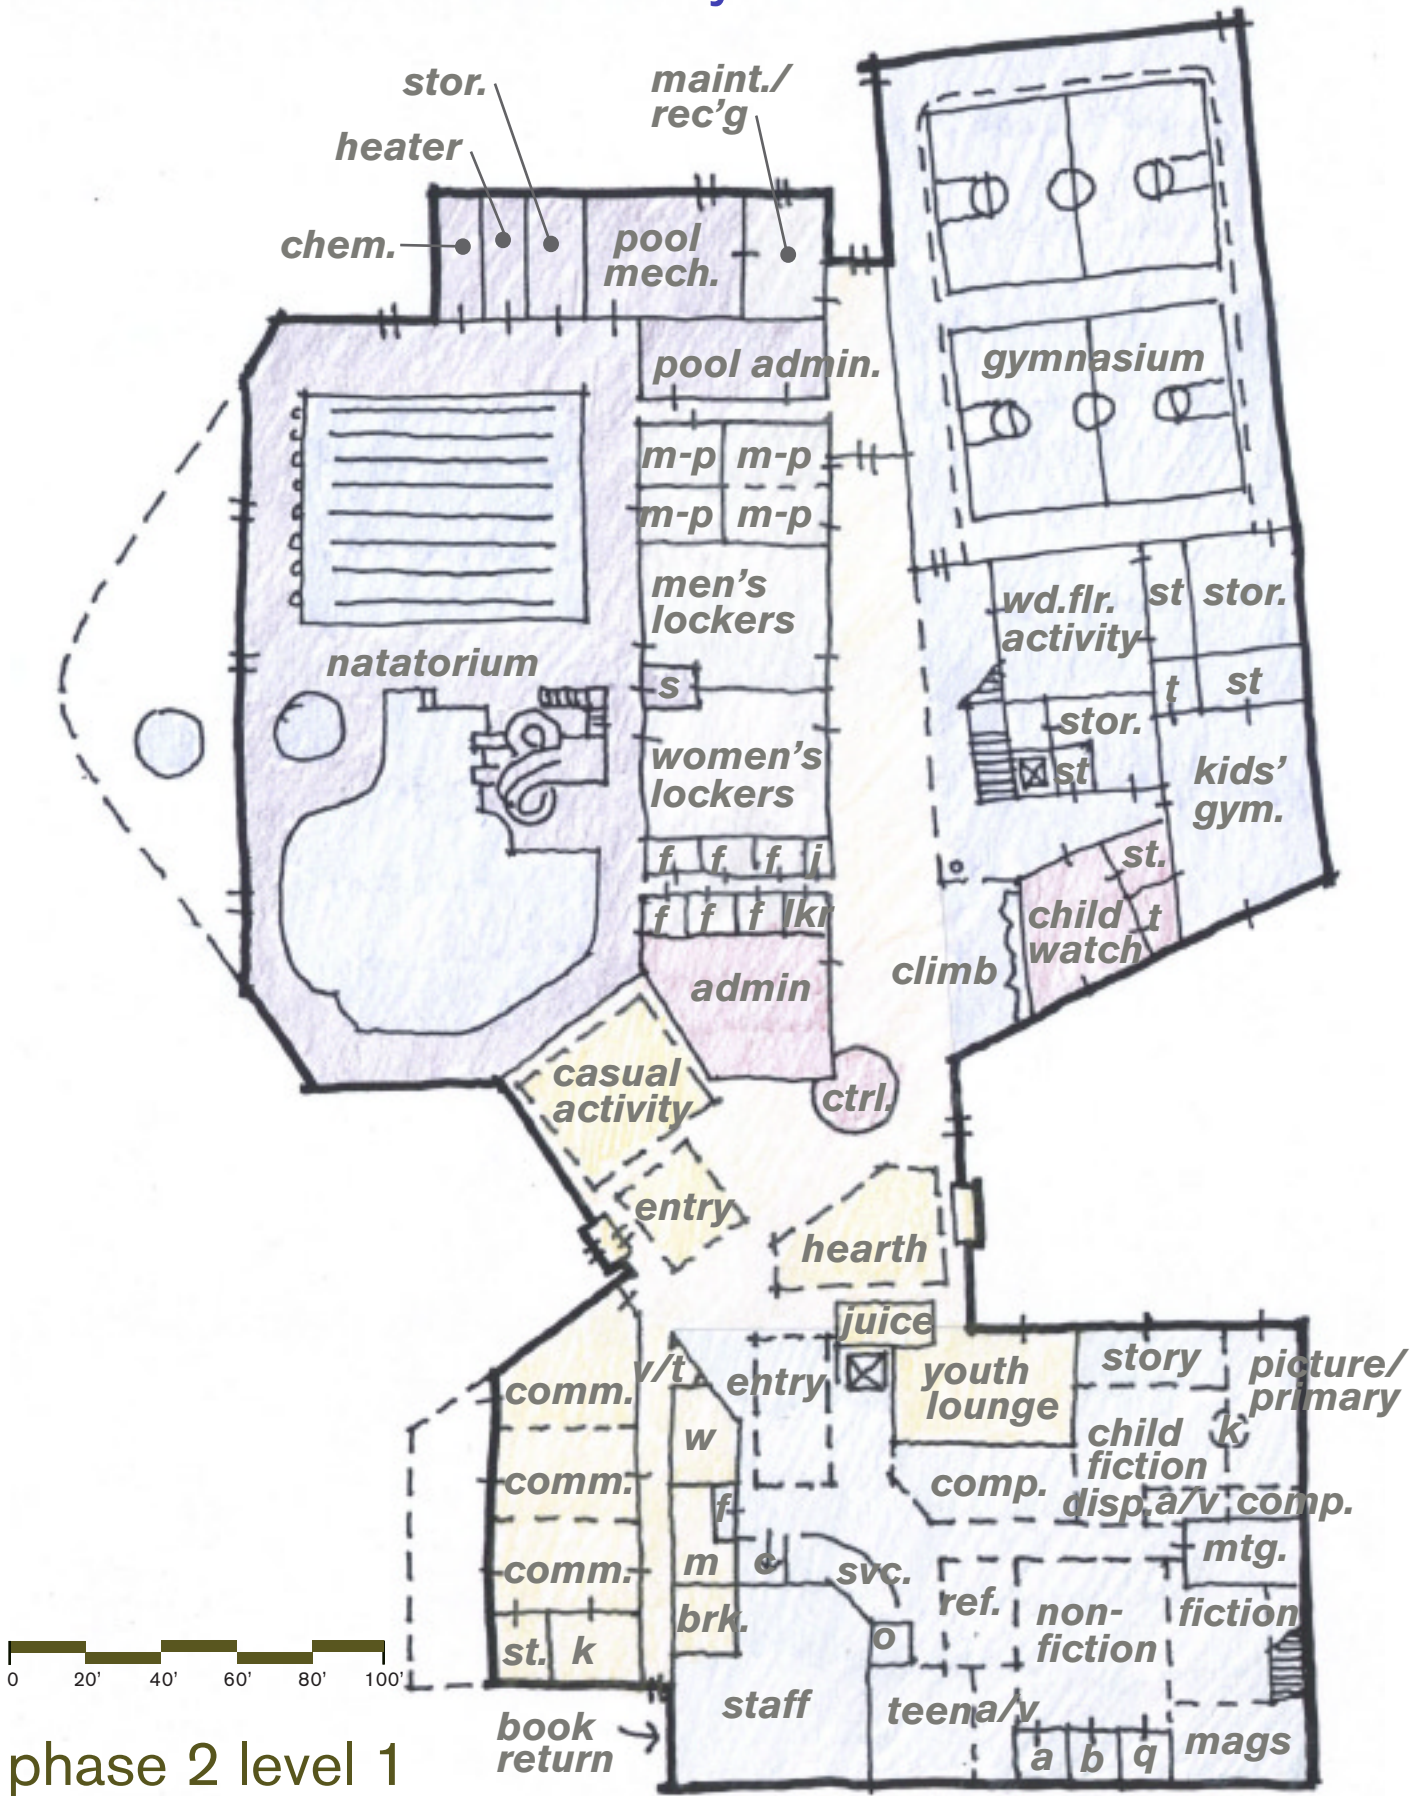 stor.
maint./
rec’g
heater
chem.
pool
mech.
pool admin.
gymnasium
m-p
m-p
m-p
m-p
men’s
lockers
wd.flr.
activity
st
stor.
natatorium
s
t
st
stor.
women’s
lockers
st
kids’
gym.
f
f
f
j
st.
f
f
f
lkr
child
watch
t
climb
admin
casual
activity
ctrl.
entry
hearth
juice
v/t
entry
youth
lounge
story
picture/
primary
comm.
w
child
fiction
k
comm.
comp.
disp.
a/v
comp.
f
comm.
m
c
svc.
mtg.
ref.
non-
fiction
fiction
brk.
o
st.
k
staff
teen
a/v
mags
a
b
q
book
return
0
20’
40’
60’
80’
100’
phase 2 level 1